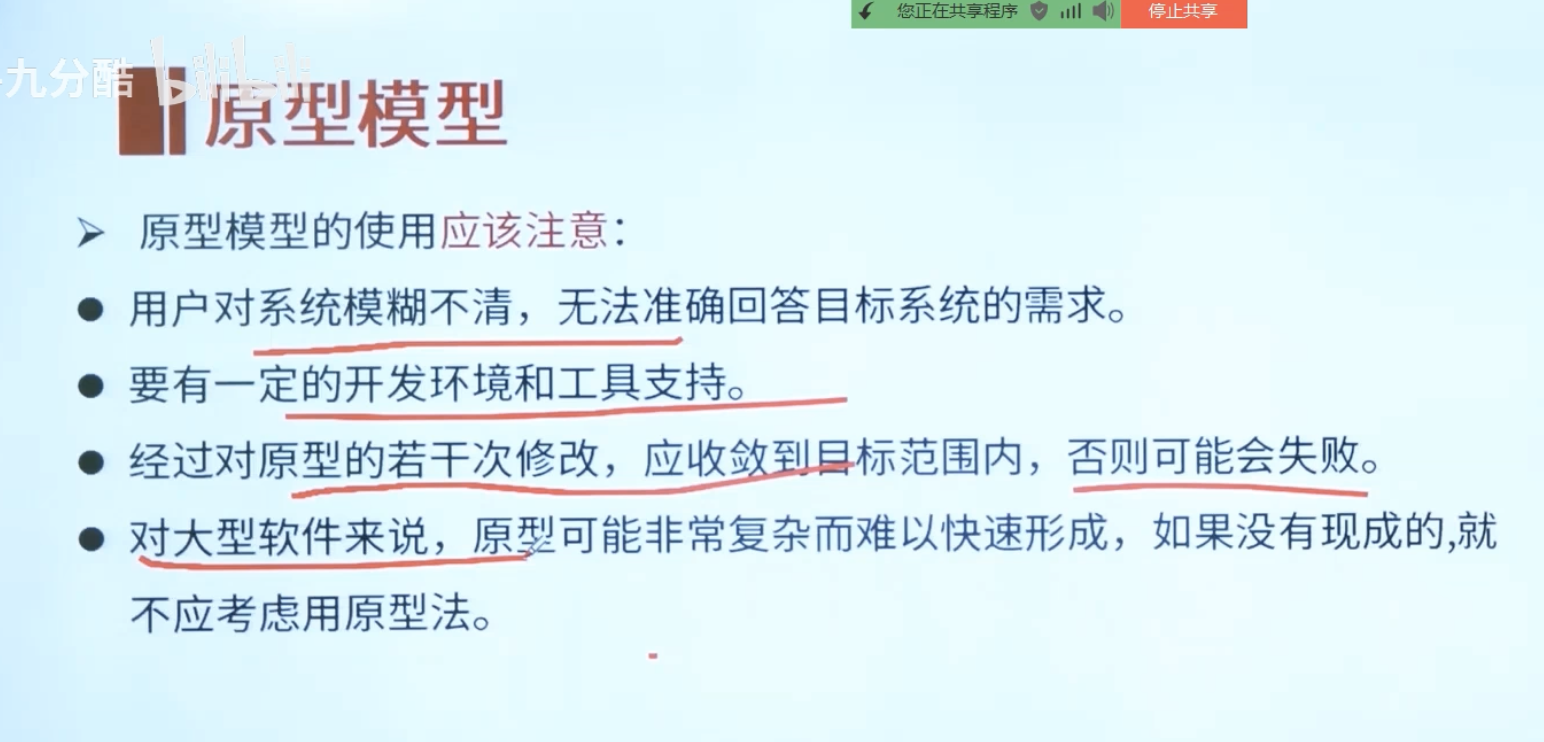 您正在共享程序 停止共享
九分酷 bilibili
原型模型
➢ 原型模型的使用应该注意：
● 用户对系统模糊不清，无法准确回答目标系统的需求。
● 要有一定的开发环境和工具支持。
● 经过对原型的若干次修改，应收敛到目标范围内，否则可能会失败。
● 对大型软件来说，原型可能非常复杂而难以快速形成，如果没有现成的,就
不应考虑用原型法。